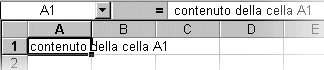 A1 = contenuto della cella A1
A B C D E
1 contenuto della cella A1
2